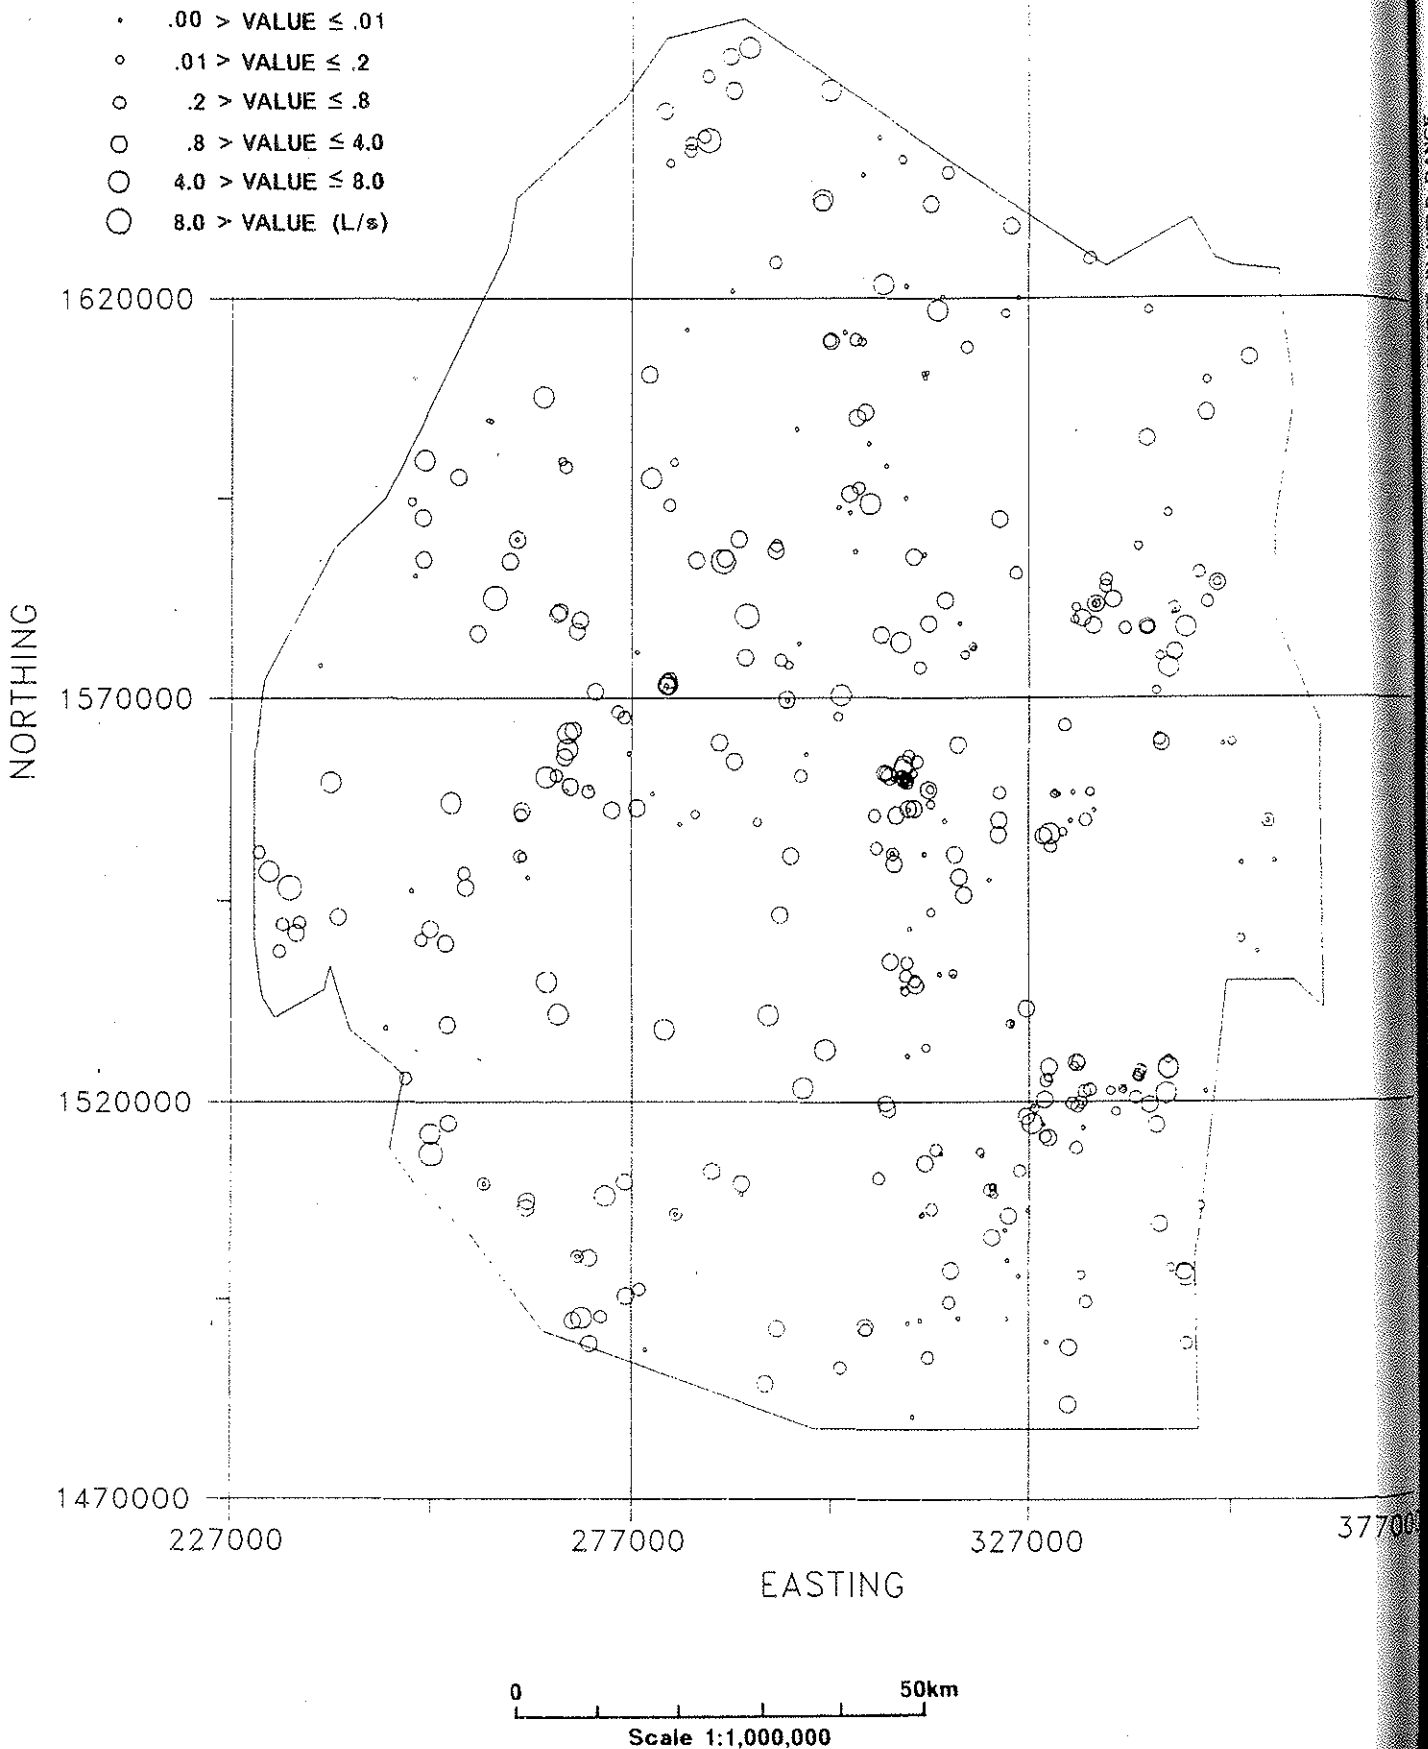 .00 > VALUE ≤ .01
.01 > VALUE ≤ .2
.2 > VALUE ≤ .8
.8 > VALUE ≤ 4.0
4.0 > VALUE ≤ 8.0
8.0 > VALUE (L/s)
1620000
NORTHING
1570000
1520000
1470000
227000 277000 327000 377000
EASTING
0 50km
Scale 1:1,000,000